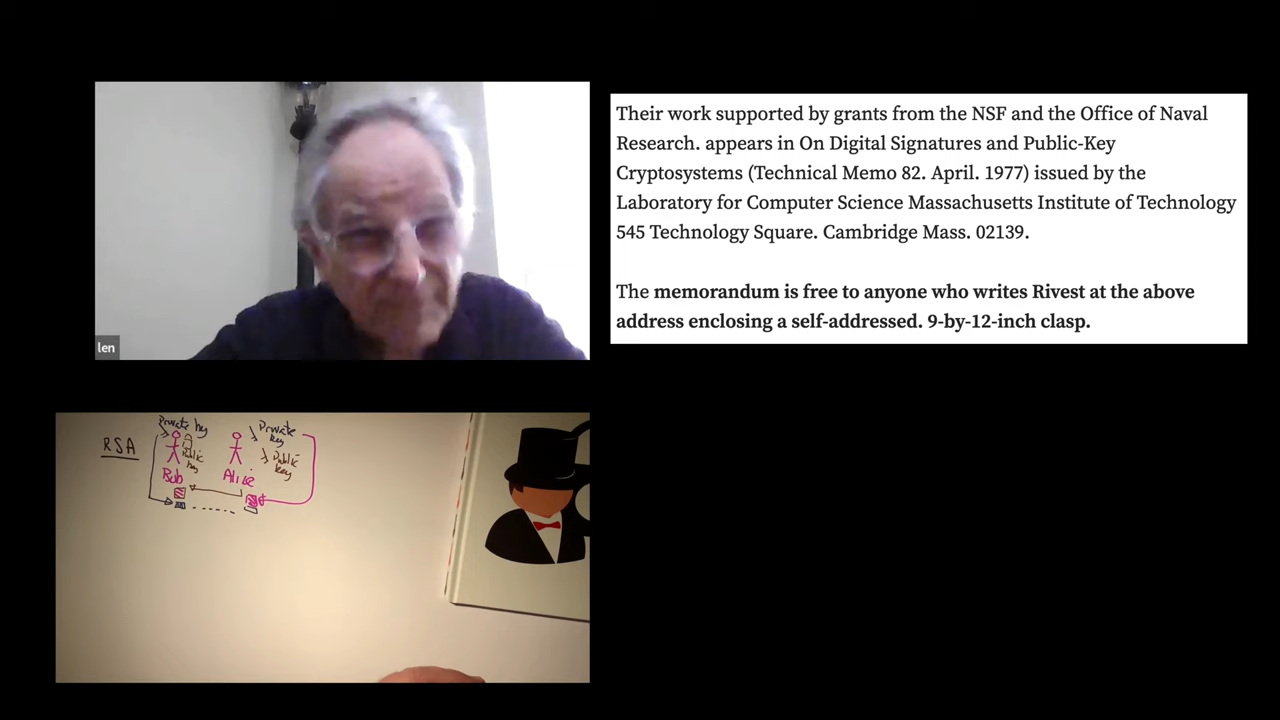 Their work supported by grants from the NSF and the Office of Naval
Research. appears in On Digital Signatures and Public-Key
Cryptosystems (Technical Memo 82. April. 1977) issued by the
Laboratory for Computer Science Massachusetts Institute of Technology
545 Technology Square. Cambridge Mass. 02139.
The memorandum is free to anyone who writes Rivest at the above
address enclosing a self-addressed. 9-by-12-inch clasp.
len
RSA
Private key
Public key
Bob
Private key
Public key
Alice